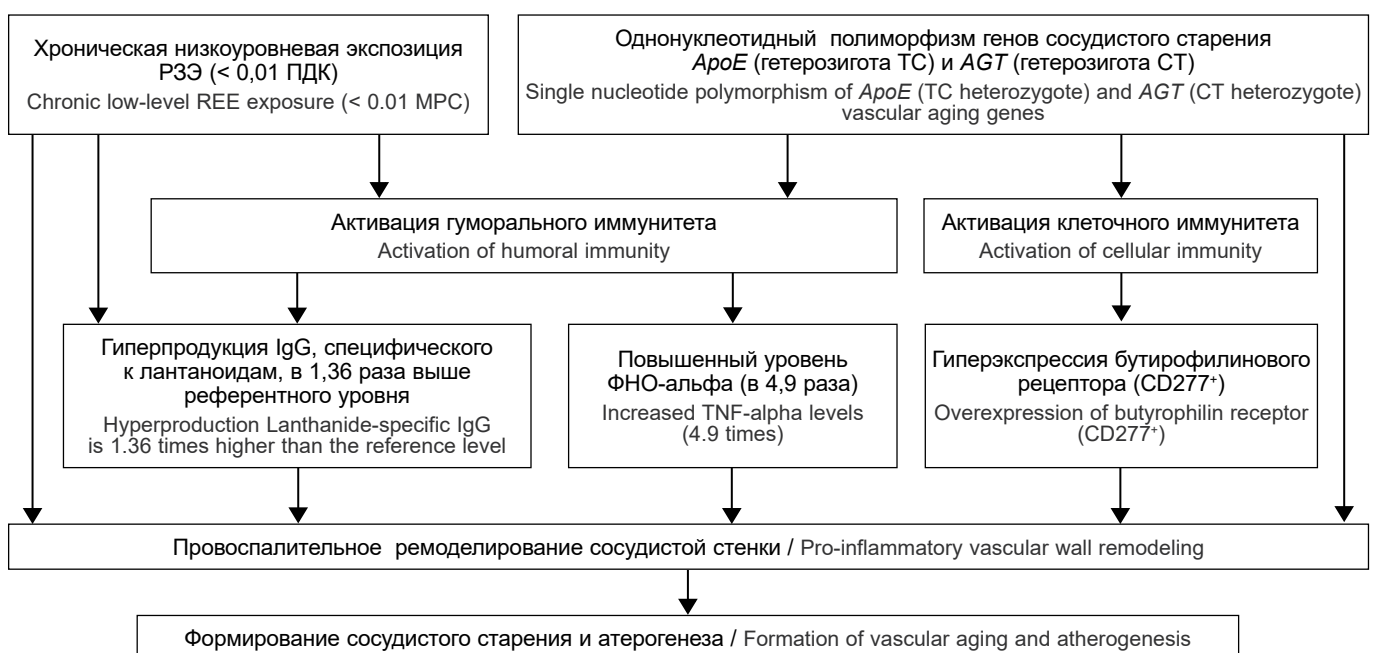 Хроническая низкоуровневая экспозиция
РЗЭ (< 0,01 ПДК)
Chronic low-level REE exposure (< 0.01 MPC)
Однонуклеотидный полиморфизм генов сосудистого старения
ApoE (гетерозигота TC) и AGT (гетерозигота CT)
Single nucleotide polymorphism of ApoE (TC heterozygote) and AGT (CT heterozygote)
vascular aging genes
Активация гуморального иммунитета
Activation of humoral immunity
Активация клеточного иммунитета
Activation of cellular immunity
Гиперпродукция IgG, специфического
к лантаноидам, в 1,36 раза выше
референтного уровня
Hyperproduction Lanthanide-specific IgG
is 1.36 times higher than the reference level
Повышенный уровень
ФНО-альфа (в 4,9 раза)
Increased TNF-alpha levels
(4.9 times)
Гиперэкспрессия бутирофилинового
рецептора (CD277⁺)
Overexpression of butyrophilin receptor
(CD277⁺)
Провоспалительное ремоделирование сосудистой стенки / Pro-inflammatory vascular wall remodeling
Формирование сосудистого старения и атерогенеза / Formation of vascular aging and atherogenesis